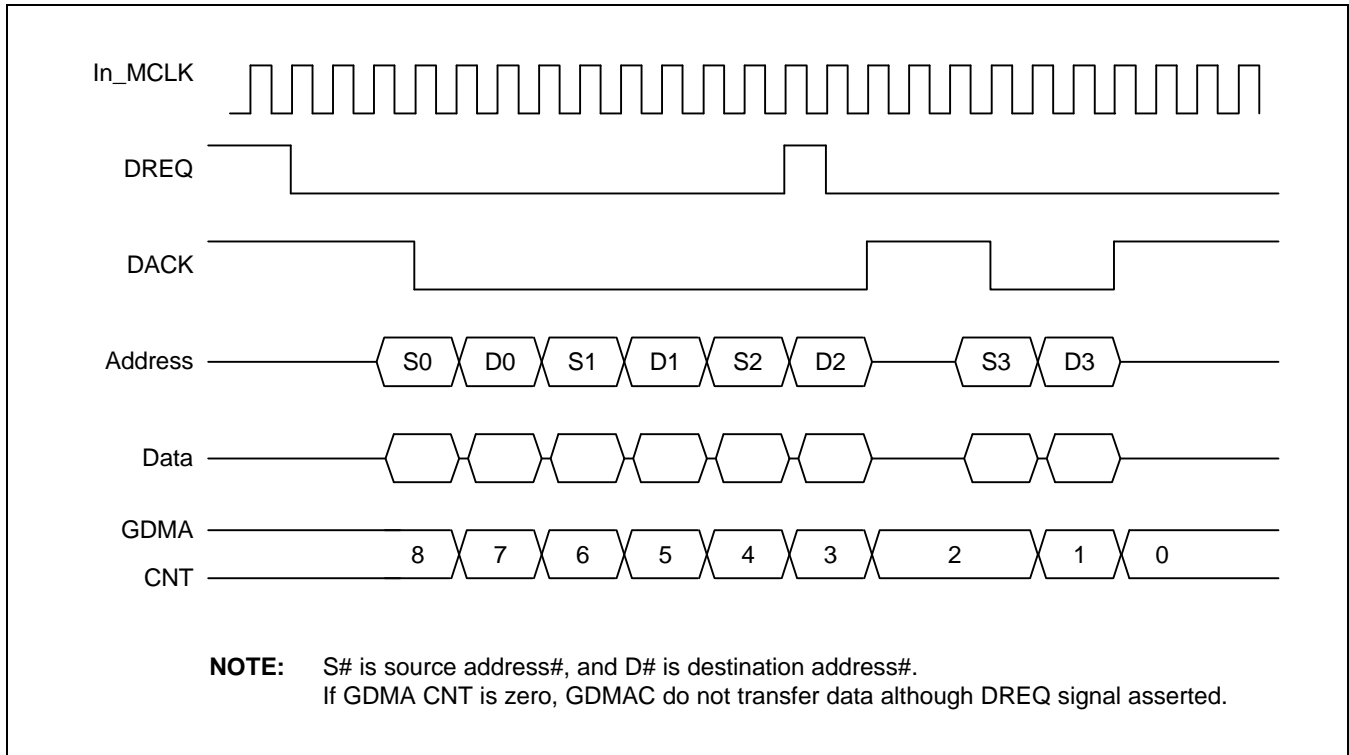 In_MCLK
DREQ
DACK
Address S0 D0 S1 D1 S2 D2 S3 D3
Data
GDMA
CNT
8 7 6 5 4 3 2 1 0
NOTE: S# is source address#, and D# is destination address#.
If GDMA CNT is zero, GDMAC do not transfer data although DREQ signal asserted.